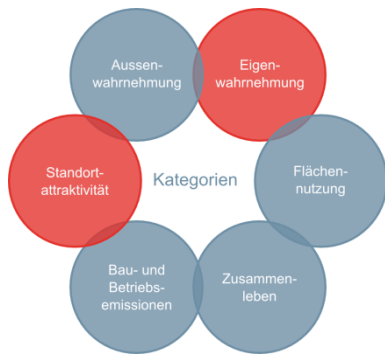 Aussen-
wahrnehmung
Eigen-
wahrnehmung
Standort-
attraktivität
Kategorien
Flächen-
nutzung
Bau- und
Betriebs-
emissionen
Zusammen-
leben